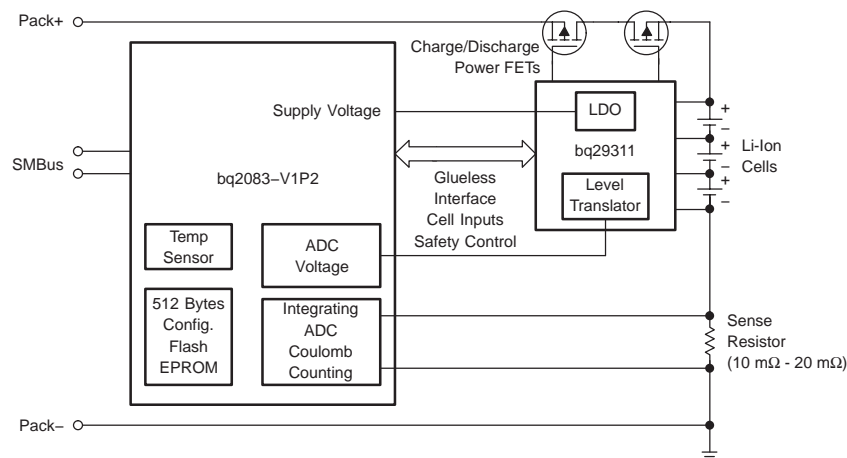 Pack+
Charge/Discharge
Power FETs
Supply Voltage
LDO
bq29311
+
−
+
−
+
−
Li-Ion
Cells
SMBus
bq2083−V1P2
Glueless
Interface
Cell Inputs
Safety Control
Level
Translator
Temp
Sensor
ADC
Voltage
512 Bytes
Config.
Flash
EPROM
Integrating
ADC
Coulomb
Counting
Sense
Resistor
(10 mΩ - 20 mΩ)
Pack−